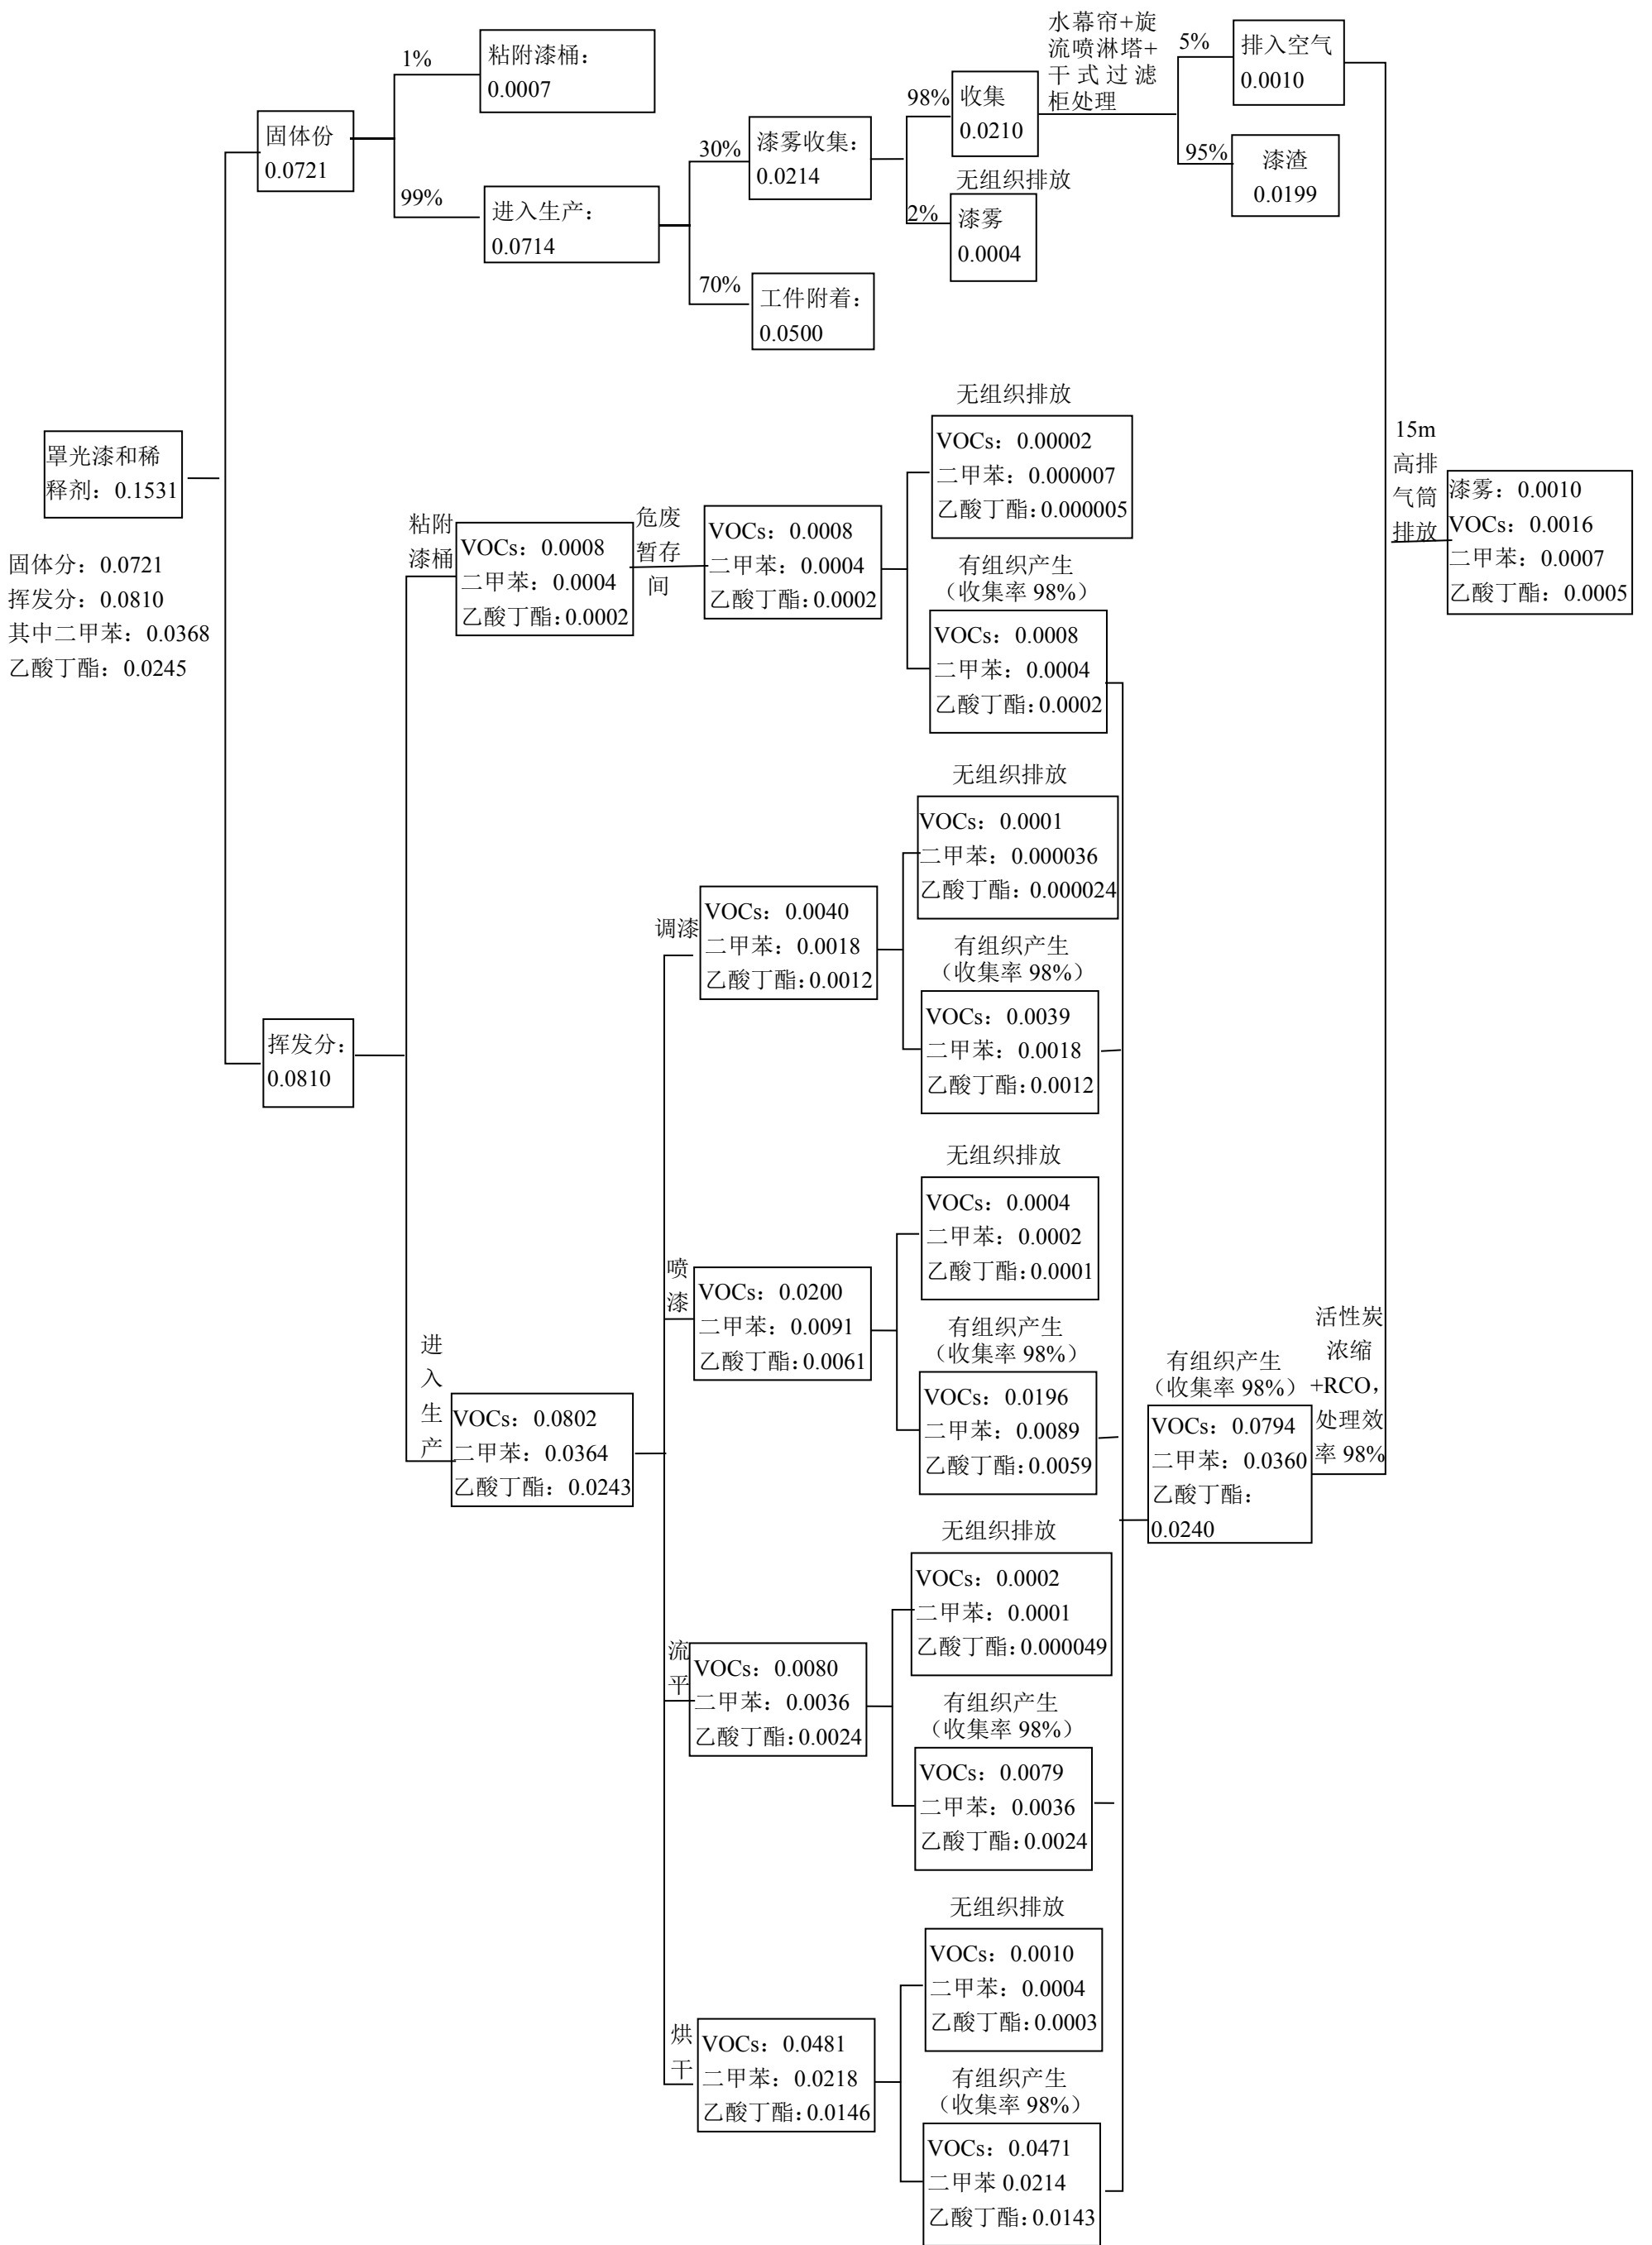 水幕帘+旋
流喷淋塔+
干式过滤
柜处理
1%
粘附漆桶：
0.0007
5%
排入空气
0.0010
98%
收集
0.0210
固体份
0.0721
30%
漆雾收集：
0.0214
95%
漆渣
0.0199
99%
进入生产：
0.0714
无组织排放
2%
漆雾
0.0004
70%
工件附着：
0.0500
罩光漆和稀
释剂：0.1531
固体分：0.0721
挥发分：0.0810
其中二甲苯：0.0368
乙酸丁酯：0.0245
无组织排放
VOCs：0.00002
二甲苯：0.000007
乙酸丁酯：0.000005
15m
高排
气筒
排放
漆雾：0.0010
VOCs：0.0016
二甲苯：0.0007
乙酸丁酯：0.0005
粘附
漆桶
VOCs：0.0008
二甲苯：0.0004
乙酸丁酯：0.0002
危废
暂存
间
VOCs：0.0008
二甲苯：0.0004
乙酸丁酯：0.0002
有组织产生
（收集率 98%）
VOCs：0.0008
二甲苯：0.0004
乙酸丁酯：0.0002
无组织排放
VOCs：0.0001
二甲苯：0.000036
乙酸丁酯：0.000024
调漆
VOCs：0.0040
二甲苯：0.0018
乙酸丁酯：0.0012
有组织产生
（收集率 98%）
VOCs：0.0039
二甲苯：0.0018
乙酸丁酯：0.0012
挥发分：
0.0810
无组织排放
VOCs：0.0004
二甲苯：0.0002
乙酸丁酯：0.0001
喷
漆
VOCs：0.0200
二甲苯：0.0091
乙酸丁酯：0.0061
有组织产生
（收集率 98%）
VOCs：0.0196
二甲苯：0.0089
乙酸丁酯：0.0059
进
入
生
产
VOCs：0.0802
二甲苯：0.0364
乙酸丁酯：0.0243
有组织产生
（收集率 98%）
VOCs：0.0794
二甲苯：0.0360
乙酸丁酯：
0.0240
活性炭
浓缩
+RCO，
处理效
率 98%
无组织排放
VOCs：0.0002
二甲苯：0.0001
乙酸丁酯：0.000049
流
平
VOCs：0.0080
二甲苯：0.0036
乙酸丁酯：0.0024
有组织产生
（收集率 98%）
VOCs：0.0079
二甲苯：0.0036
乙酸丁酯：0.0024
无组织排放
VOCs：0.0010
二甲苯：0.0004
乙酸丁酯：0.0003
烘
干
VOCs：0.0481
二甲苯：0.0218
乙酸丁酯：0.0146
有组织产生
（收集率 98%）
VOCs：0.0471
二甲苯 0.0214
乙酸丁酯：0.0143